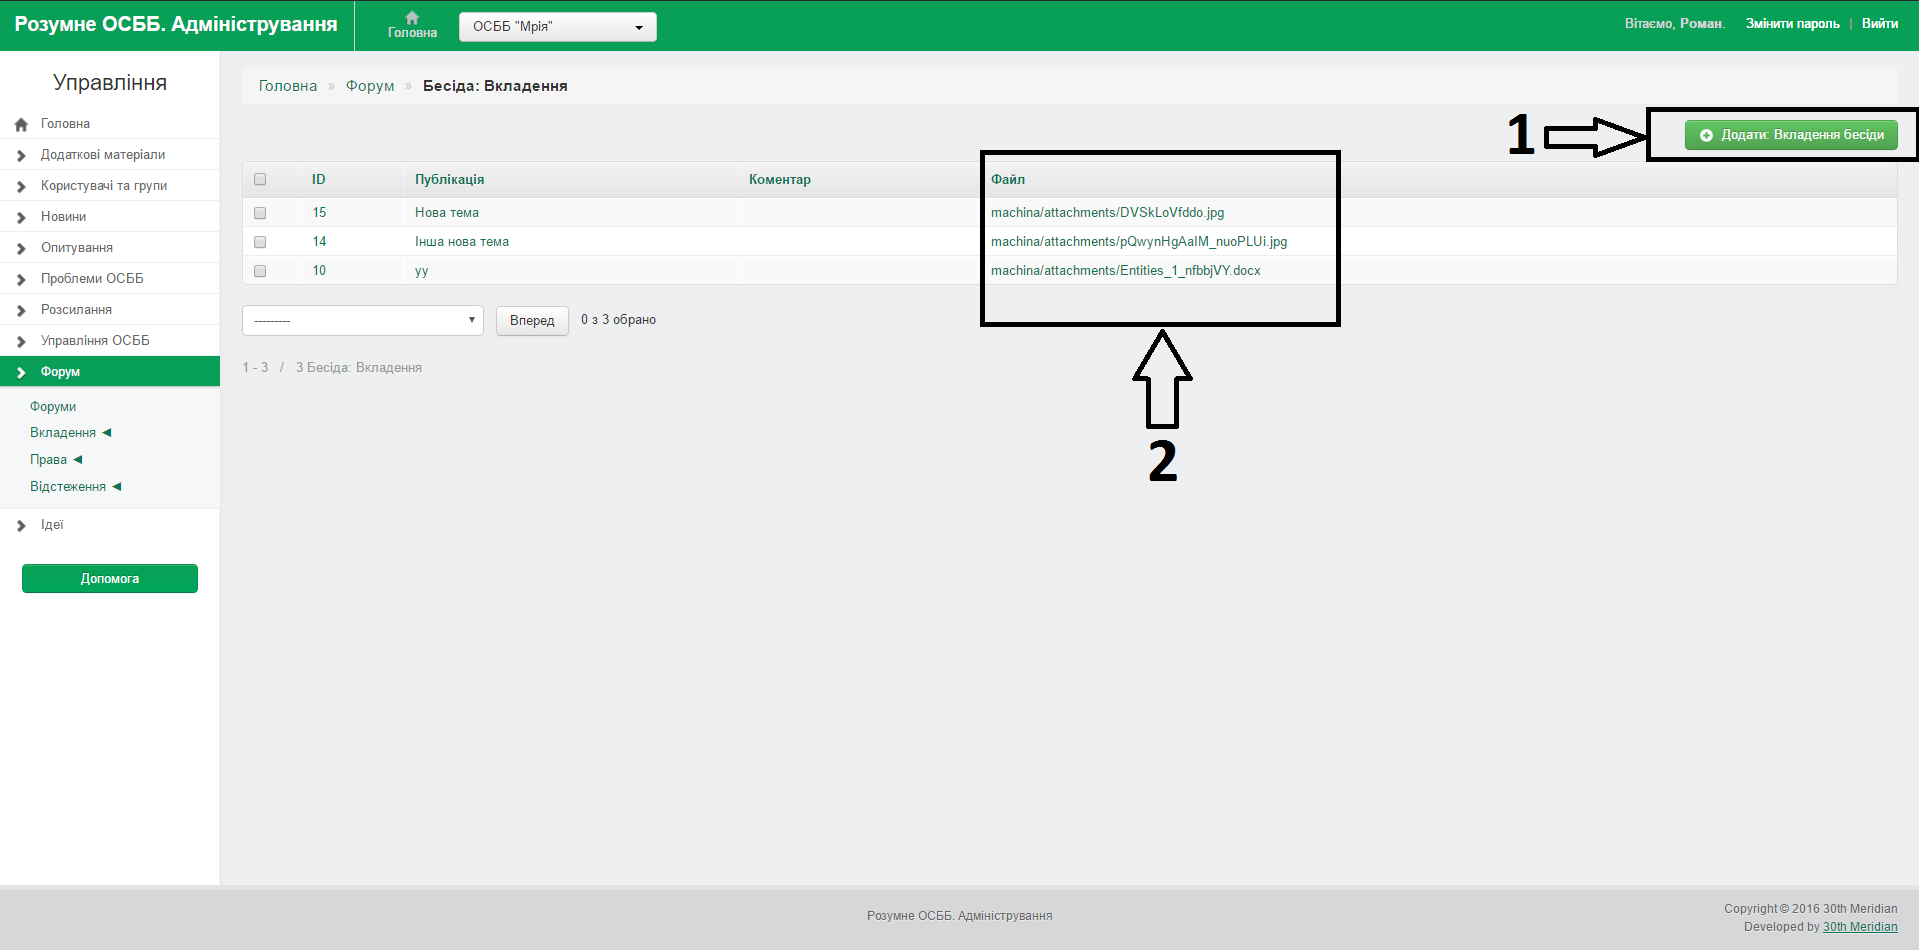 Розумне ОСББ. Адміністрування
Головна
ОСББ "Мрія"
Вітаємо, Роман.
Змінити пароль | Вийти
Управління
Головна
Додаткові матеріали
Користувачі та групи
Новини
Опитування
Проблеми ОСББ
Розсилання
Управління ОСББ
Форум
Форуми
Вкладення
Права
Відстеження
Ідеї
Допомога
Головна » Форум » Бесіда: Вкладення
1
Додати: Вкладення бесіди
ID Публікація Коментар Файл
15 Нова тема machina/attachments/DVSkLoVfddo.jpg
14 Інша нова тема machina/attachments/pQwynHgAaIM_nuoPLUi.jpg
10 уу machina/attachments/Entities_1_nfbbjVY.docx
---------
Вперед
0 з 3 обрано
1 - 3 / 3 Бесіда: Вкладення
2
Розумне ОСББ. Адміністрування
Copyright © 2016 30th Meridian
Developed by 30th Meridian